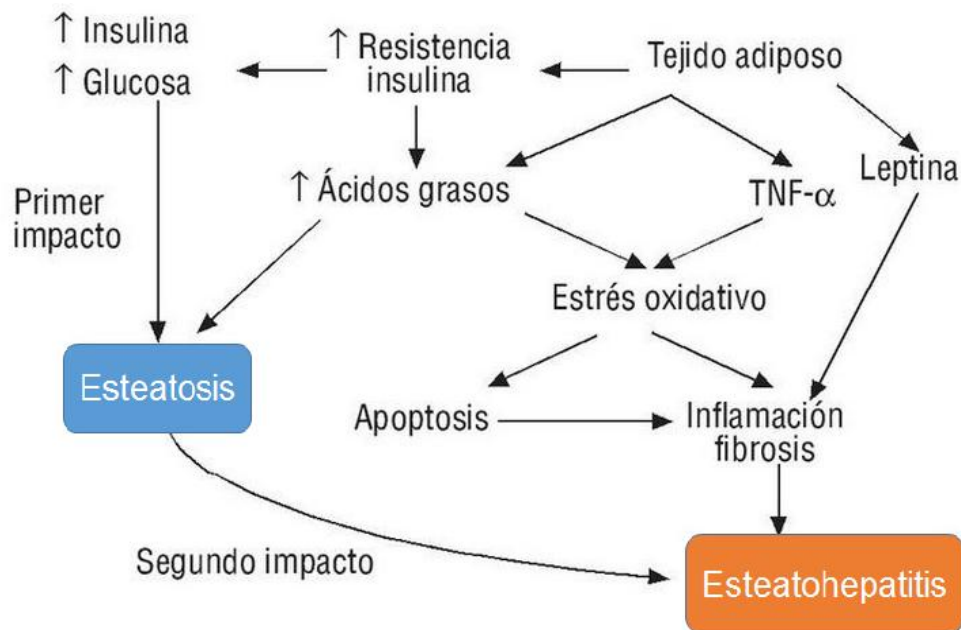 ↑ Insulina
↑ Glucosa
↑ Resistencia
insulina
Tejido adiposo
Primer
impacto
↑ Ácidos grasos
TNF-α
Leptina
Estrés oxidativo
Esteatosis
Apoptosis
Inflamación
fibrosis
Segundo impacto
Esteatohepatitis